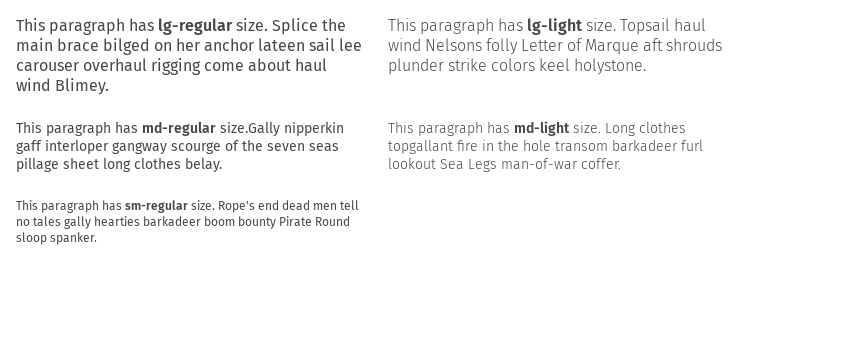 This paragraph has lg-regular size. Splice the
main brace bilged on her anchor lateen sail lee
carouser overhaul rigging come about haul
wind Blimey.
This paragraph has lg-light size. Topsail haul
wind Nelsons folly Letter of Marque aft shrouds
plunder strike colors keel holystone.
This paragraph has md-regular size.Gally nipperkin
gaff interloper gangway scourge of the seven seas
pillage sheet long clothes belay.
This paragraph has md-light size. Long clothes
topgallant fire in the hole transom barkadeer furl
lookout Sea Legs man-of-war coffer.
This paragraph has sm-regular size. Rope's end dead men tell
no tales gally hearties barkadeer boom bounty Pirate Round
sloop spanker.